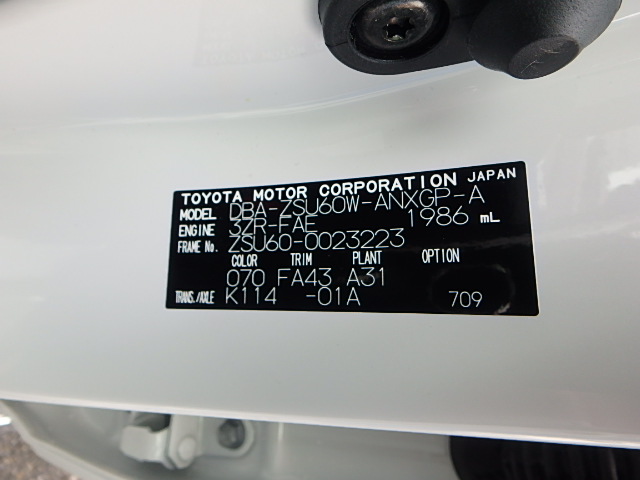 TOYOTA MOTOR CORPORATION JAPAN
MODEL DBA-ZSU60W-ANXGP-A
ENGINE 3ZR-FAE 1986 mL
FRAME No. ZSU60-0023223
COLOR TRIM PLANT OPTION
070 FA43 A31
TRANS./AXLE K114 -01A 709